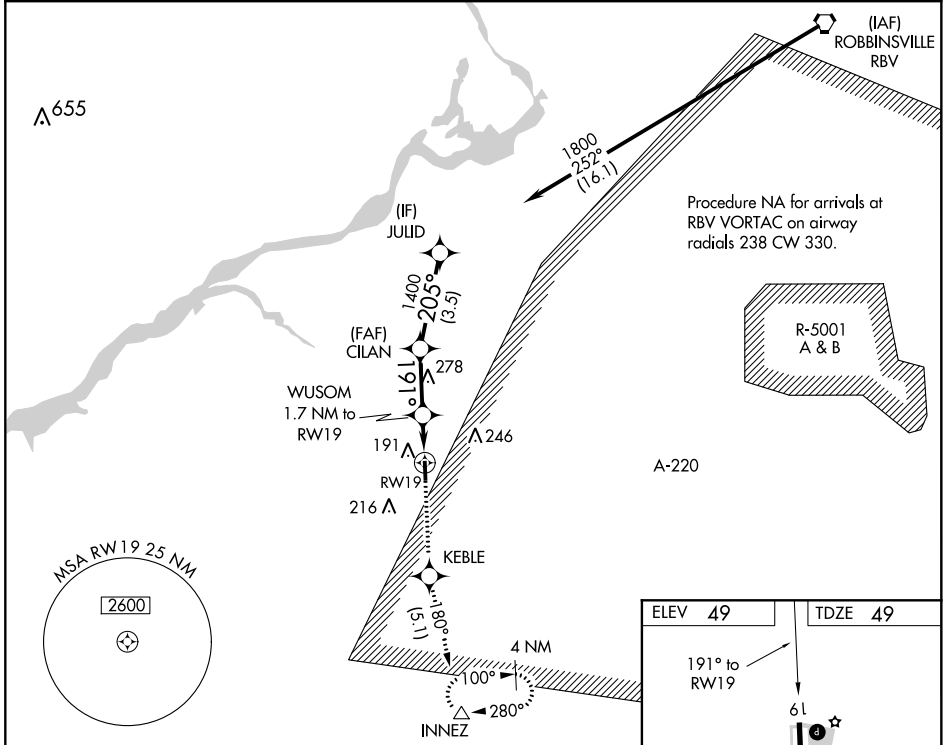 (IAF)
ROBBINSVILLE
RBV
655
1800
252°
(16.1)
Procedure NA for arrivals at
RBV VORTAC on airway
radials 238 CW 330.
(IF)
JULID
1400
205°
(3.5)
R-5001
A & B
(FAF)
CILAN
278
191°
WUSOM
1.7 NM to
RW19
246
191
RW19
A-220
216
KEBLE
MSA RW19 25 NM
2600
180°
(5.1)
4 NM
100°
280°
INNEZ
ELEV 49
TDZE 49
191° to
RW19
19
P